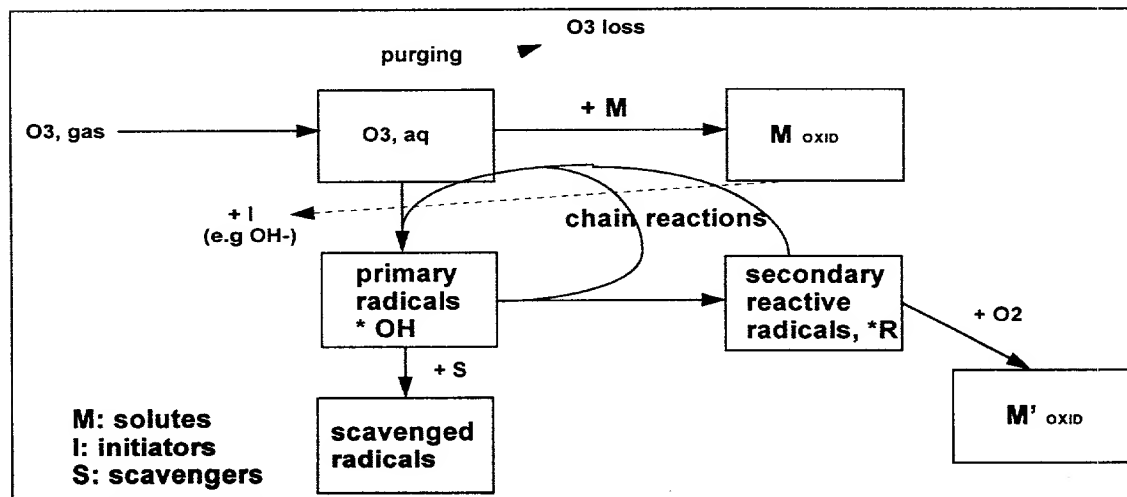 O3 loss
purging
+ M
O3, gas
O3, aq
M OXID
+ I
(e.g OH-)
chain reactions
primary
radicals
* OH
secondary
reactive
radicals, *R
+ O2
+ S
M' OXID
scavenged
radicals
M: solutes
I: initiators
S: scavengers